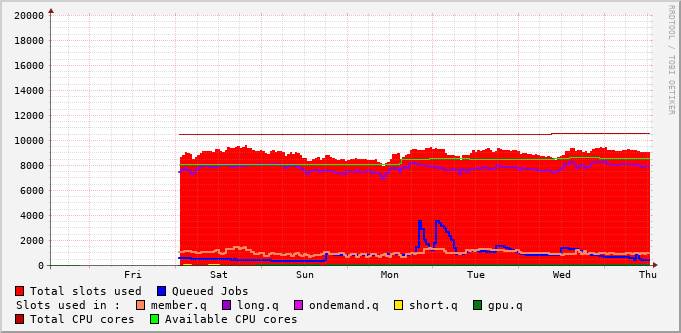 20000
18000
16000
14000
12000
10000
8000
6000
4000
2000
0
Fri Sat Sun Mon Tue Wed Thu
Total slots used Queued Jobs
Slots used in : member.q long.q ondemand.q short.q gpu.q
Total CPU cores Available CPU cores
RRDTOOL / TOBI OETIKER